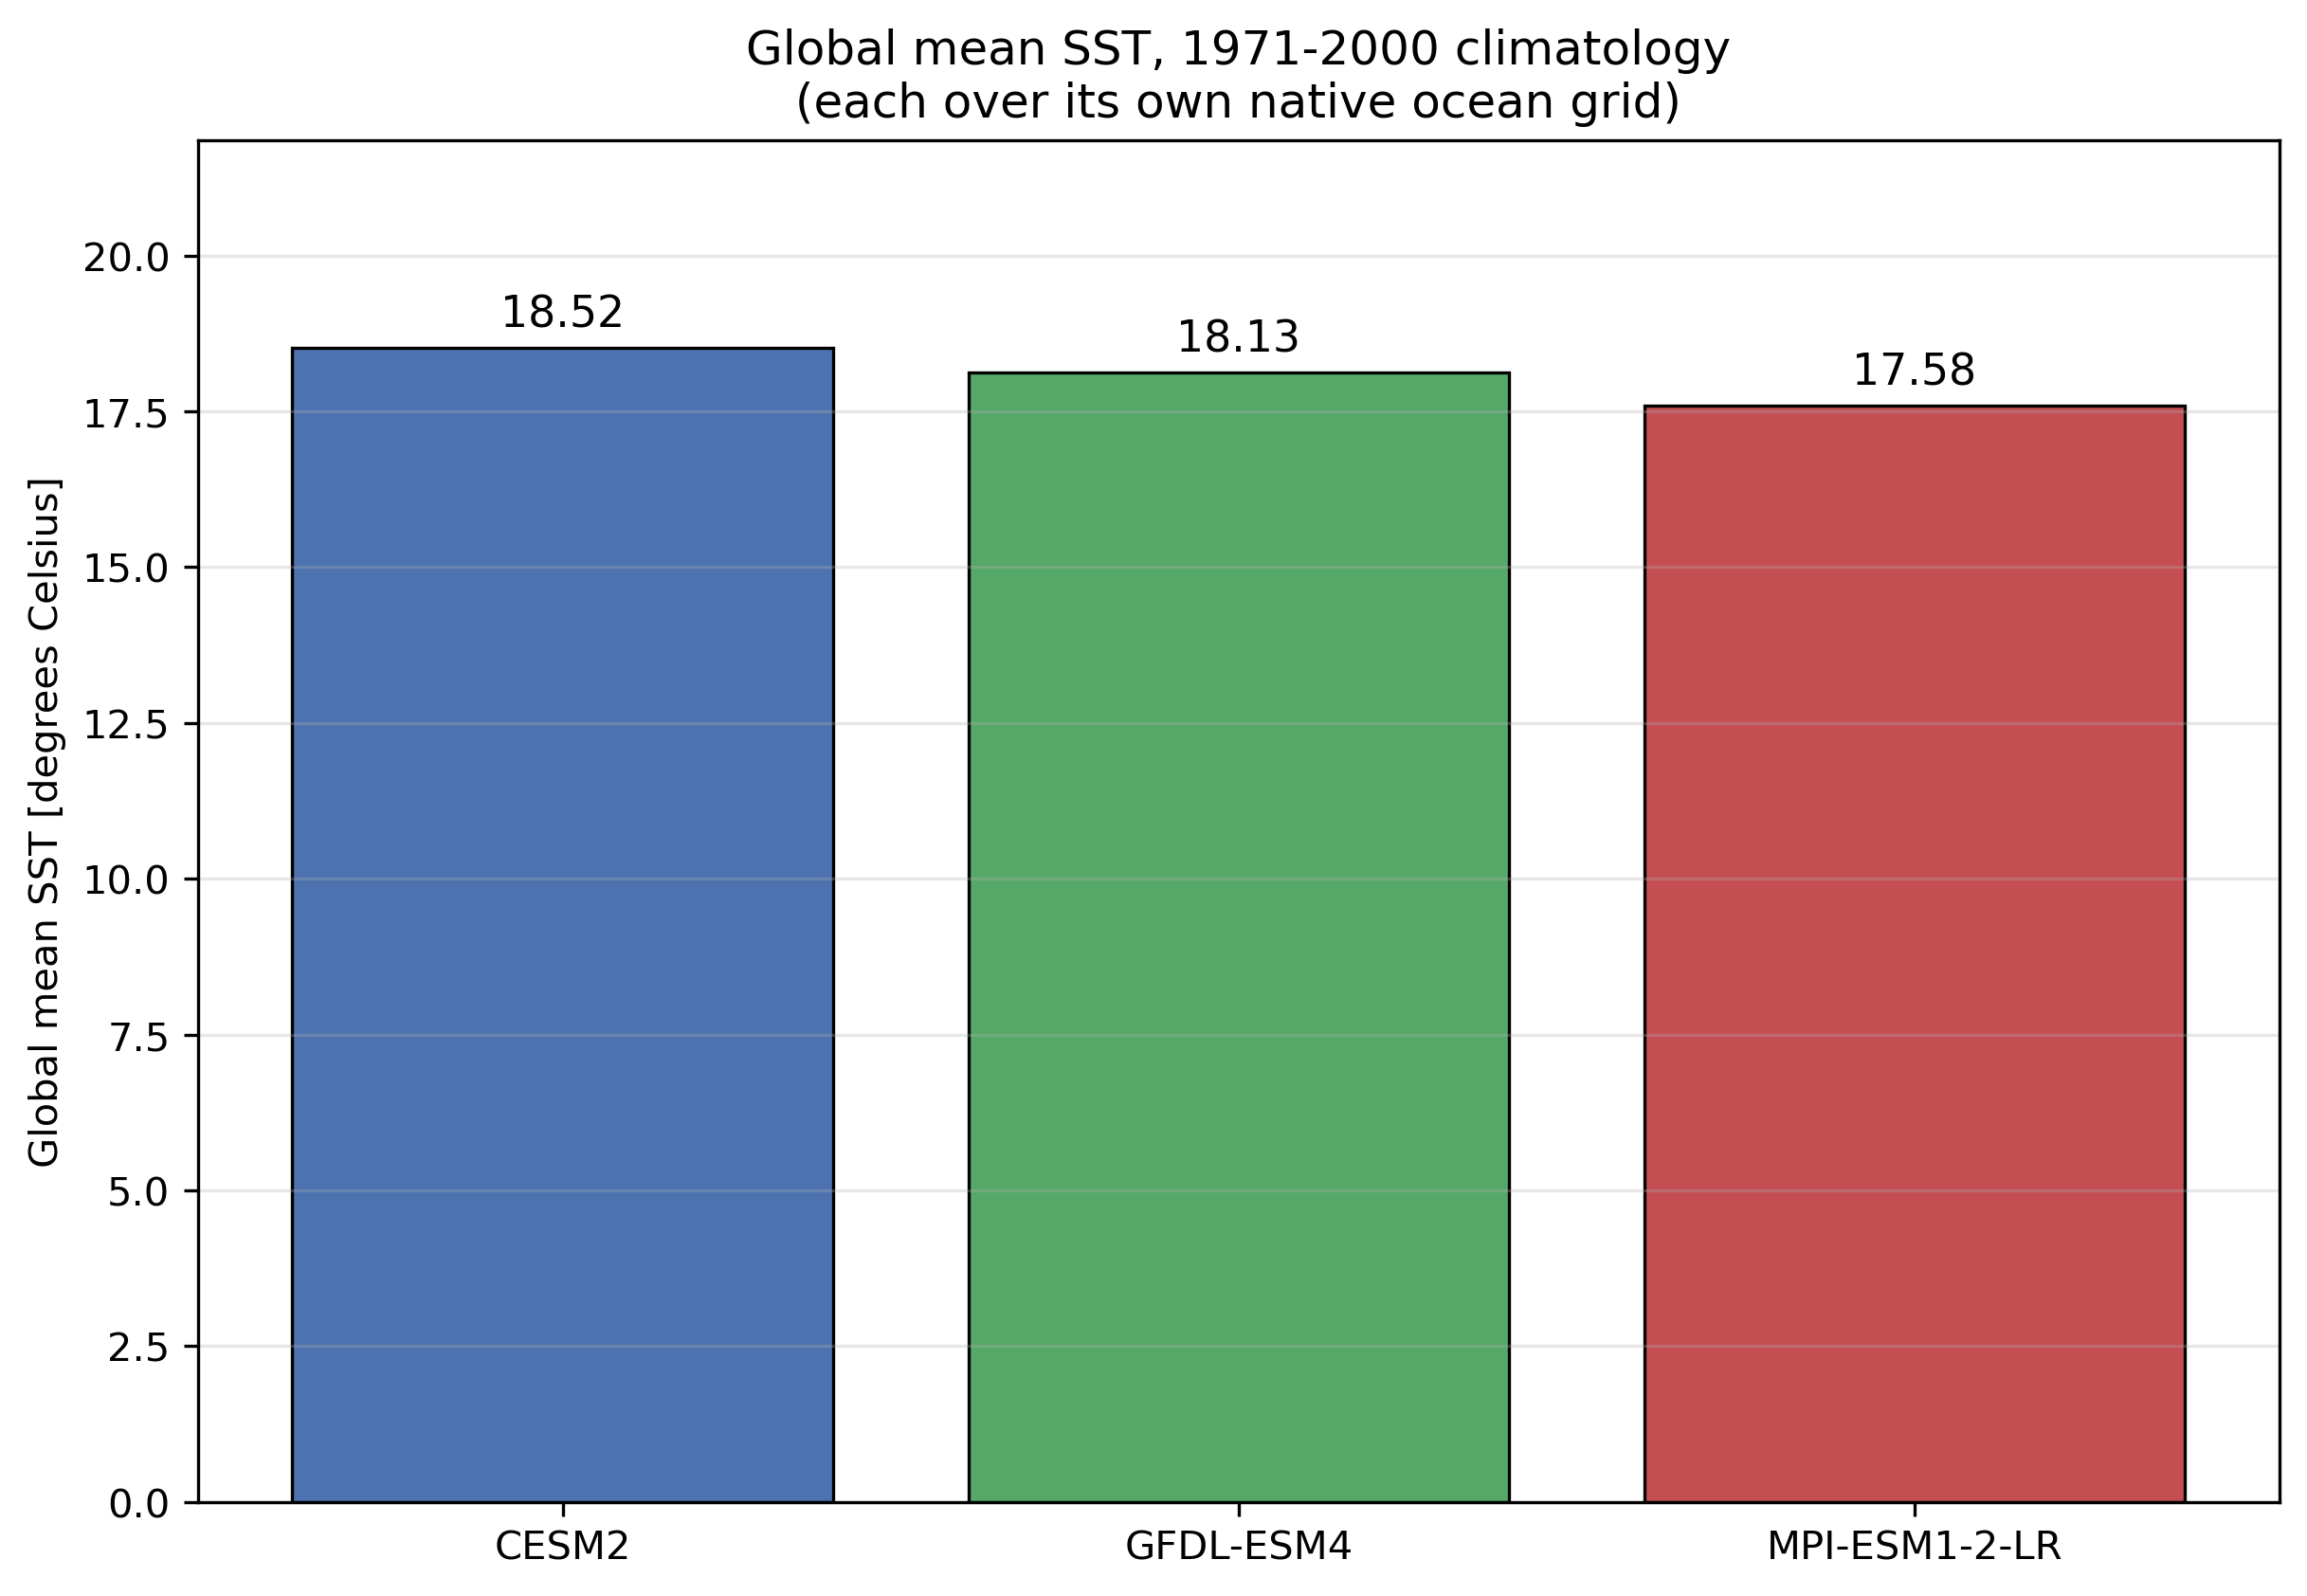 Global mean SST, 1971-2000 climatology
(each over its own native ocean grid)
Global mean SST [degrees Celsius]
20.0
17.5
15.0
12.5
10.0
7.5
5.0
2.5
0.0
18.52
18.13
17.58
CESM2
GFDL-ESM4
MPI-ESM1-2-LR